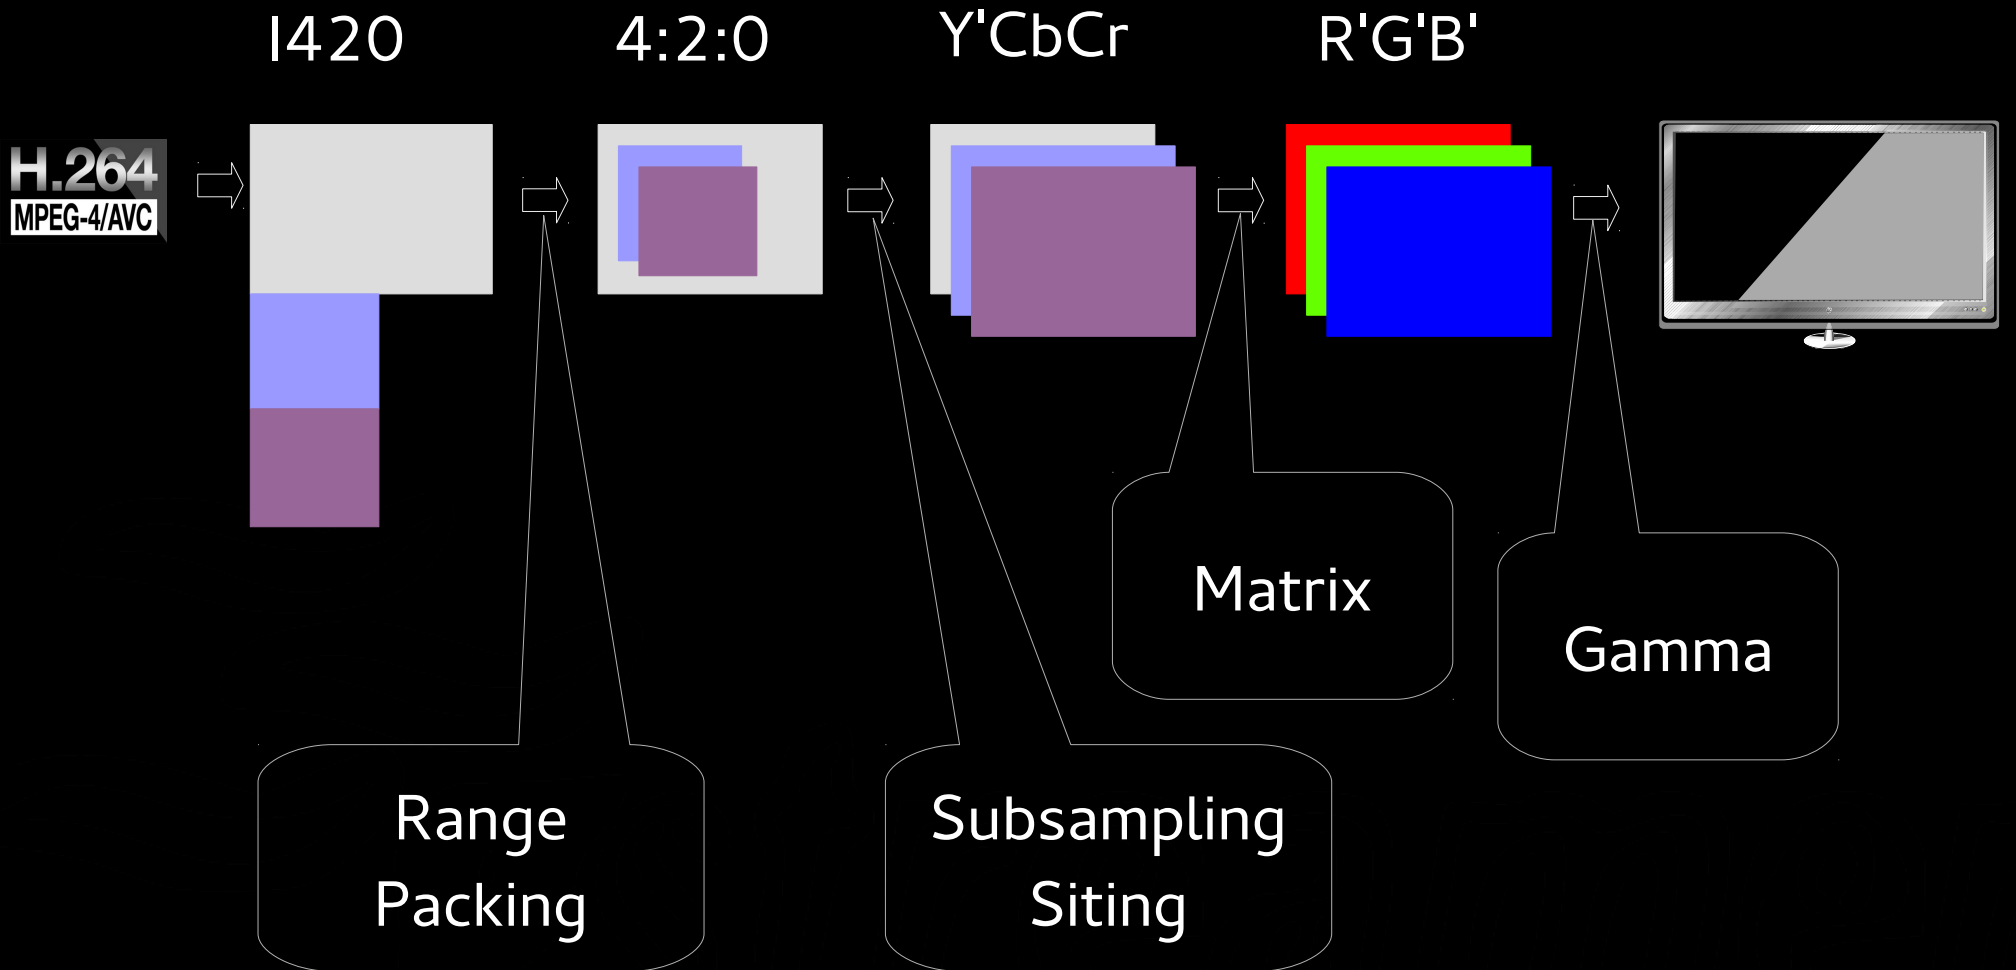 I420
4:2:0
Y'CbCr
R'G'B'
H.264
MPEG-4/AVC
Matrix
Gamma
Range
Packing
Subsampling
Siting